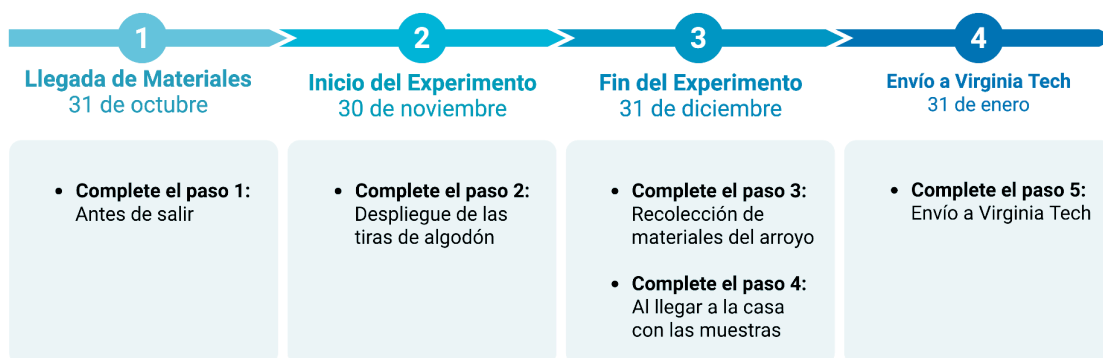 1
Llegada de Materiales
31 de octubre
• Complete el paso 1:
Antes de salir
2
Inicio del Experimento
30 de noviembre
• Complete el paso 2:
Despliegue de las
tiras de algodón
3
Fin del Experimento
31 de diciembre
• Complete el paso 3:
Recolección de
materiales del arroyo
• Complete el paso 4:
Al llegar a la casa
con las muestras
4
Envío a Virginia Tech
31 de enero
• Complete el paso 5:
Envío a Virginia Tech